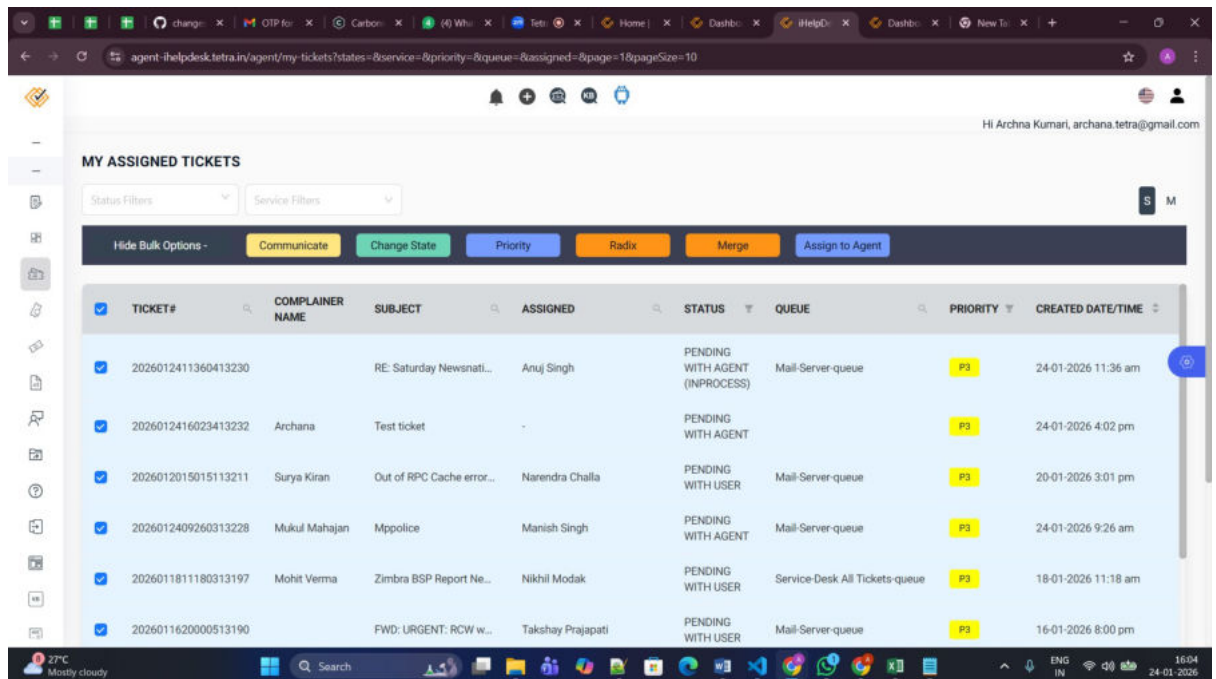 change:
OTP for
Carbon
(4) Wha
Tetr
Home |
Dashbo
iHelpDe
Dashbo
New Tal
agent-ihelpdesk.tetra.in/agent/my-tickets?states=&service=&priority=&queue=&assigned=&page=1&pageSize=10
KB
Hi Archna Kumari, archana.tetra@gmail.com
MY ASSIGNED TICKETS
Status Filters Service Filters S M
Hide Bulk Options - Communicate Change State Priority Radix Merge Assign to Agent
TICKET# COMPLAINER NAME SUBJECT ASSIGNED STATUS QUEUE PRIORITY CREATED DATE/TIME
2026012411360413230 RE: Saturday Newsnati... Anuj Singh PENDING WITH AGENT (INPROCESS) Mail-Server-queue P3 24-01-2026 11:36 am
2026012416023413232 Archana Test ticket - PENDING WITH AGENT P3 24-01-2026 4:02 pm
2026012015015113211 Surya Kiran Out of RPC Cache error... Narendra Challa PENDING WITH USER Mail-Server-queue P3 20-01-2026 3:01 pm
2026012409260313228 Mukul Mahajan Mppolice Manish Singh PENDING WITH AGENT Mail-Server-queue P3 24-01-2026 9:26 am
2026011811180313197 Mohit Verma Zimbra BSP Report Ne... Nikhil Modak PENDING WITH USER Service-Desk All Tickets-queue P3 18-01-2026 11:18 am
2026011620000513190 FWD: URGENT: RCW w... Takshay Prajapati PENDING WITH USER Mail-Server-queue P3 16-01-2026 8:00 pm
27°C
Mostly cloudy
Search
ENG
IN
16:04
24-01-2026